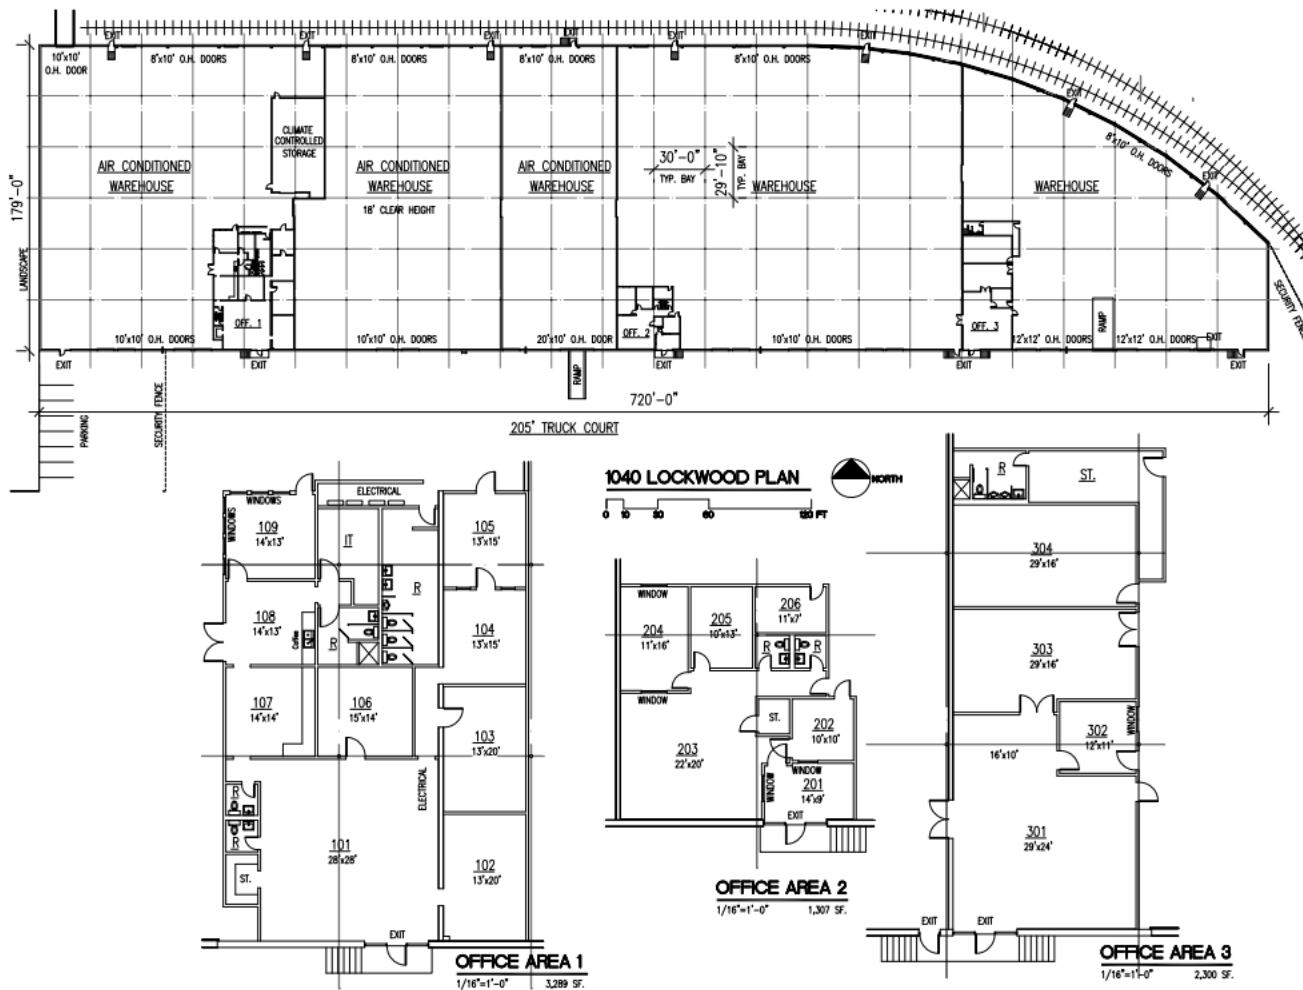 EXIT EXIT EXIT EXIT EXIT EXIT
10'x10'
O.H. DOOR
8'x10' O.H. DOORS
8'x10' O.H. DOORS
8'x10' O.H. DOORS
8'x10' O.H. DOORS
EXIT
8'x10' O.H. DOORS
EXIT
CLIMATE
CONTROLLED
STORAGE
AIR CONDITIONED
WAREHOUSE
AIR CONDITIONED
WAREHOUSE
18' CLEAR HEIGHT
AIR CONDITIONED
WAREHOUSE
30'-0"
TYP. BAY
29'-10"
TYP. BAY
WAREHOUSE
WAREHOUSE
179'-0"
LANDSCAPE
SECURITY FENCE
OFF. 1
OFF. 2
OFF. 3
RAMP
10'x10' O.H. DOORS
10'x10' O.H. DOORS
20'x10' O.H. DOOR
10'x10' O.H. DOORS
12'x12' O.H. DOORS
12'x12' O.H. DOORS
EXIT
EXIT EXIT EXIT EXIT EXIT
RAMP
PARKING
SECURITY FENCE
720'-0"
205' TRUCK COURT
1040 LOCKWOOD PLAN
NORTH
0 10 30 60 120 FT
ELECTRICAL
WINDOWS
WINDOWS
109
14'x13'
IT
105
13'x15'
R
108
14'x13'
Coffee
R
104
13'x15'
107
14'x14'
106
15'x14'
103
13'x20'
ELECTRICAL
R
R
101
28'x28'
ST.
102
13'x20'
EXIT
OFFICE AREA 1
1/16"=1'-0" 3,289 SF.
WINDOW
204
11'x16'
205
10'x13'
206
11'x7'
R
R
WINDOW
ST.
202
10'x10'
203
22'x20'
WINDOW
WINDOW
201
14'x9'
EXIT
OFFICE AREA 2
1/16"=1'-0" 1,307 SF.
R
ST.
304
29'x16'
303
29'x16'
302
12'x11'
WINDOW
16'x10'
301
29'x24'
EXIT
EXIT
OFFICE AREA 3
1/16"=1'-0" 2,300 SF.